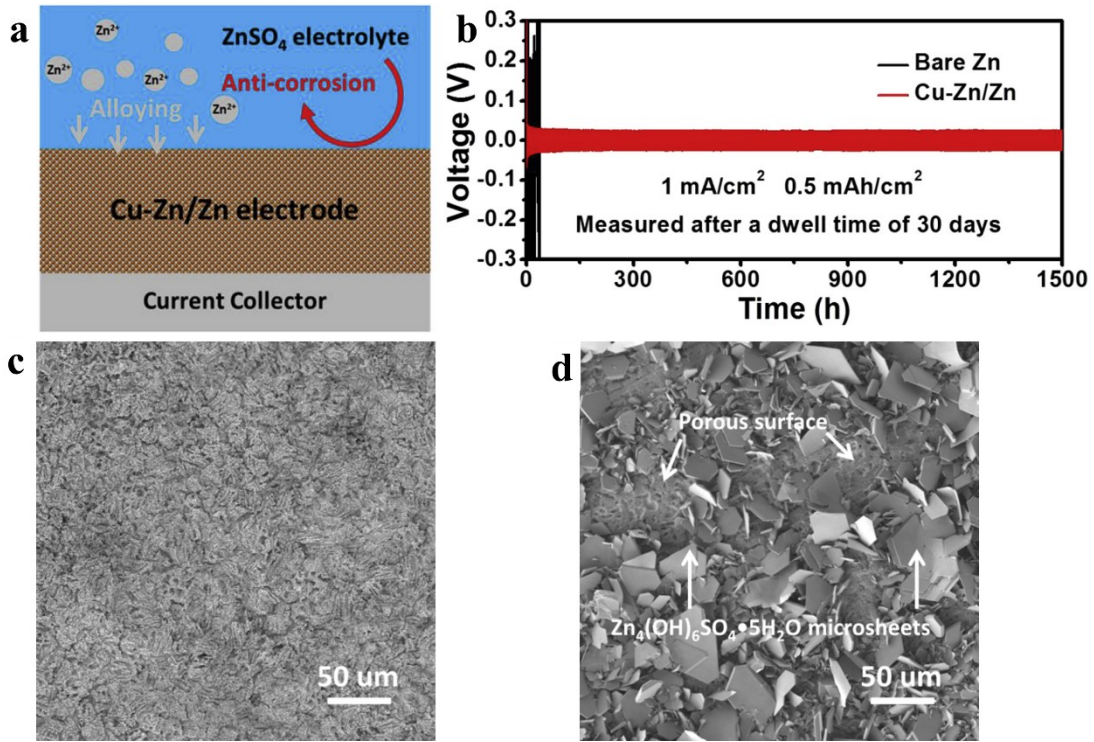 a
Zn²⁺
Zn²⁺
Zn²⁺
Zn²⁺
ZnSO₄ electrolyte
Anti-corrosion
Alloying
Cu-Zn/Zn electrode
Current Collector
b
Voltage (V)
0.3
0.2
0.1
0.0
-0.1
-0.2
-0.3
Bare Zn
Cu-Zn/Zn
1 mA/cm² 0.5 mAh/cm²
Measured after a dwell time of 30 days
0 300 600 900 1200 1500
Time (h)
c
50 um
d
Porous surface
Zn₄(OH)₆SO₄•5H₂O microsheets
50 um